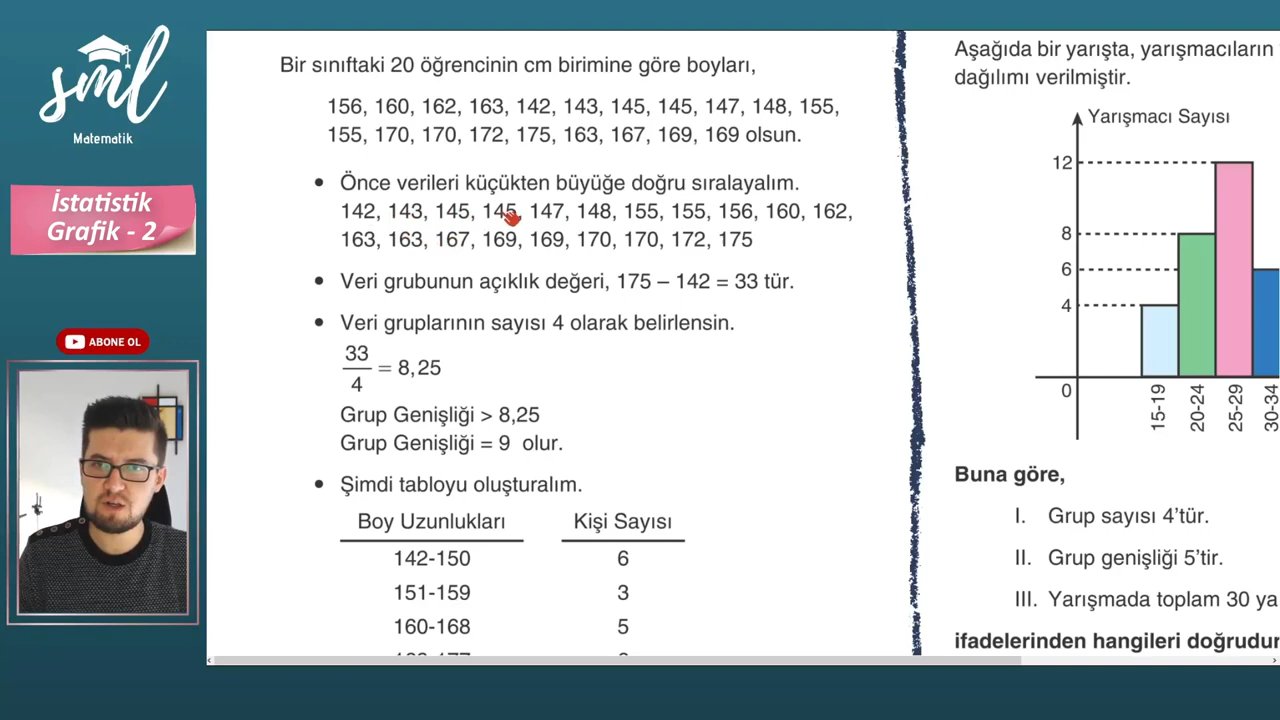 sml
Matematik
İstatistik
Grafik - 2
ABONE OL
Bir sınıftaki 20 öğrencinin cm birimine göre boyları,
156, 160, 162, 163, 142, 143, 145, 145, 147, 148, 155,
155, 170, 170, 172, 175, 163, 167, 169, 169 olsun.
• Önce verileri küçükten büyüğe doğru sıralayalım.
142, 143, 145, 145, 147, 148, 155, 155, 156, 160, 162,
163, 163, 167, 169, 169, 170, 170, 172, 175
• Veri grubunun açıklık değeri, 175 – 142 = 33 tür.
• Veri gruplarının sayısı 4 olarak belirlensin.
33
4
= 8,25
Grup Genişliği > 8,25
Grup Genişliği = 9 olur.
• Şimdi tabloyu oluşturalım.
Boy Uzunlukları Kişi Sayısı
142-150 6
151-159 3
160-168 5
Aşağıda bir yarışta, yarışmacıların
dağılımı verilmiştir.
Yarışmacı Sayısı
12
8
6
4
0
15-19
20-24
25-29
30-34
Buna göre,
I. Grup sayısı 4’tür.
II. Grup genişliği 5’tir.
III. Yarışmada toplam 30 ya
ifadelerinden hangileri doğrudur